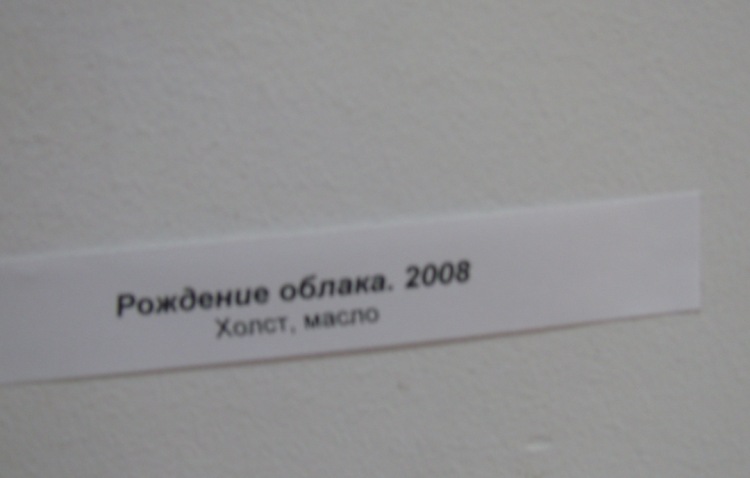 Рождение облака. 2008
Холст, масло